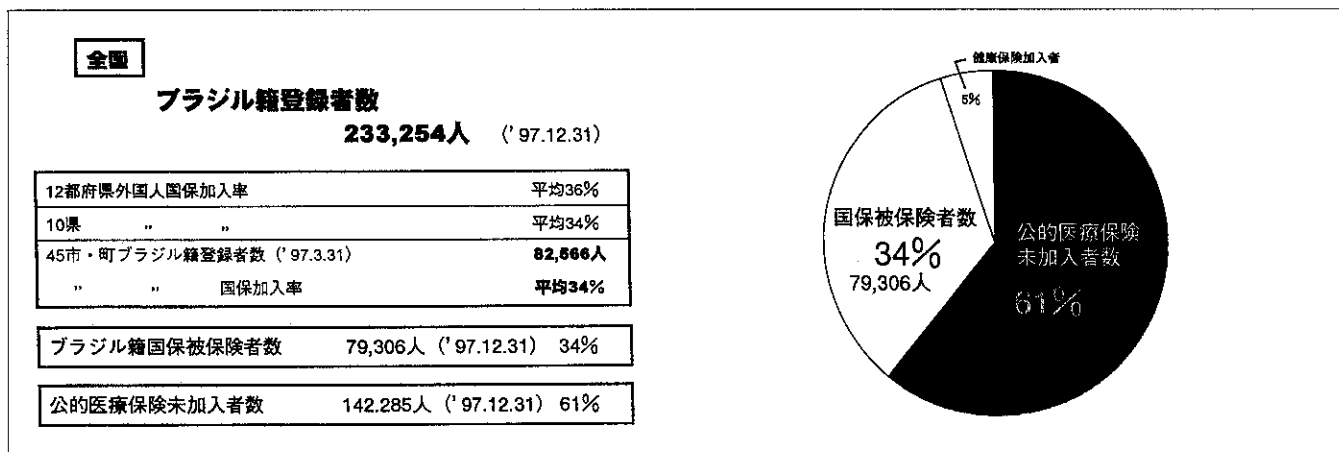 全国
ブラジル籍登録者数
233,254人 ('97.12.31)
12都府県外国人国保加入率 平均36%
10県 〃 〃 平均34%
45市・町ブラジル籍登録者数('97.3.31) 82,566人
〃 〃 国保加入率 平均34%
ブラジル籍国保被保険者数 79,306人('97.12.31) 34%
公的医療保険未加入者数 142.285人('97.12.31) 61%
健康保険加入者
5%
国保被保険者数
34%
79,306人
公的医療保険
未加入者数
61%